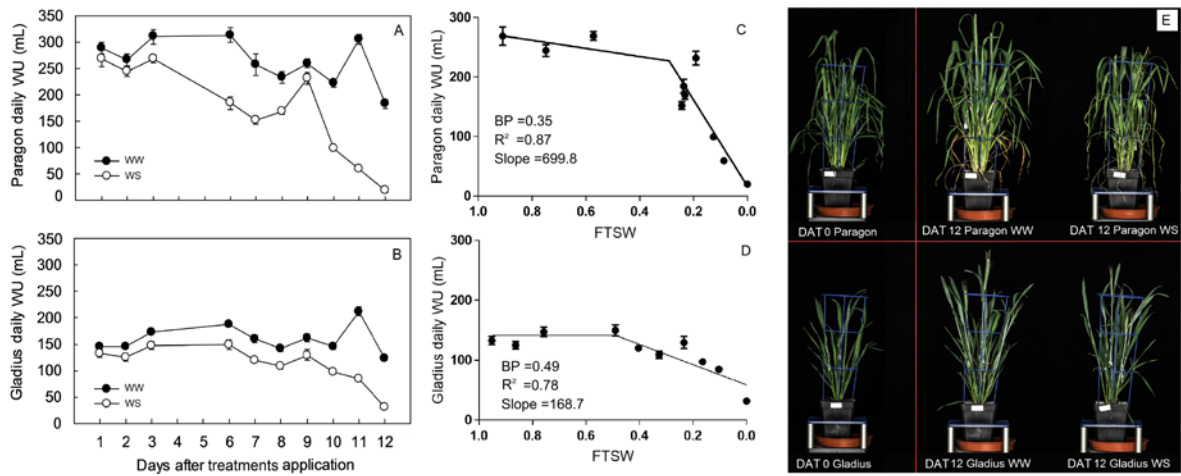 A
Paragon daily WU (mL)
350
300
250
200
150
100
50
0
WW
WS
B
Gladius daily WU (mL)
350
300
250
200
150
100
50
0
WW
WS
1 2 3 4 5 6 7 8 9 10 11 12
Days after treatments application
C
Paragon daily WU (mL)
300
200
100
0
BP =0.35
R² =0.87
Slope =699.8
1.0 0.8 0.6 0.4 0.2 0.0
FTSW
D
Gladius daily WU (mL)
300
200
100
0
BP =0.49
R² =0.78
Slope =168.7
1.0 0.8 0.6 0.4 0.2 0.0
FTSW
E
DAT 0 Paragon
DAT 12 Paragon WW
DAT 12 Paragon WS
DAT 0 Gladius
DAT 12 Gladius WW
DAT 12 Gladius WS